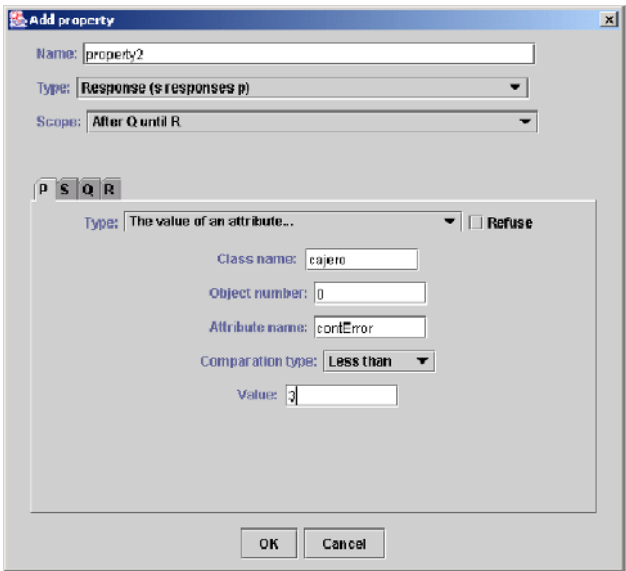 Add property
Name: property2
Type: Response (s responses p)
Scope: After Q until R
P S Q R
Type: The value of an attribute... Refuse
Class name: cajero
Object number: 0
Attribute name: contError
Comparation type: Less than
Value: 3
OK Cancel